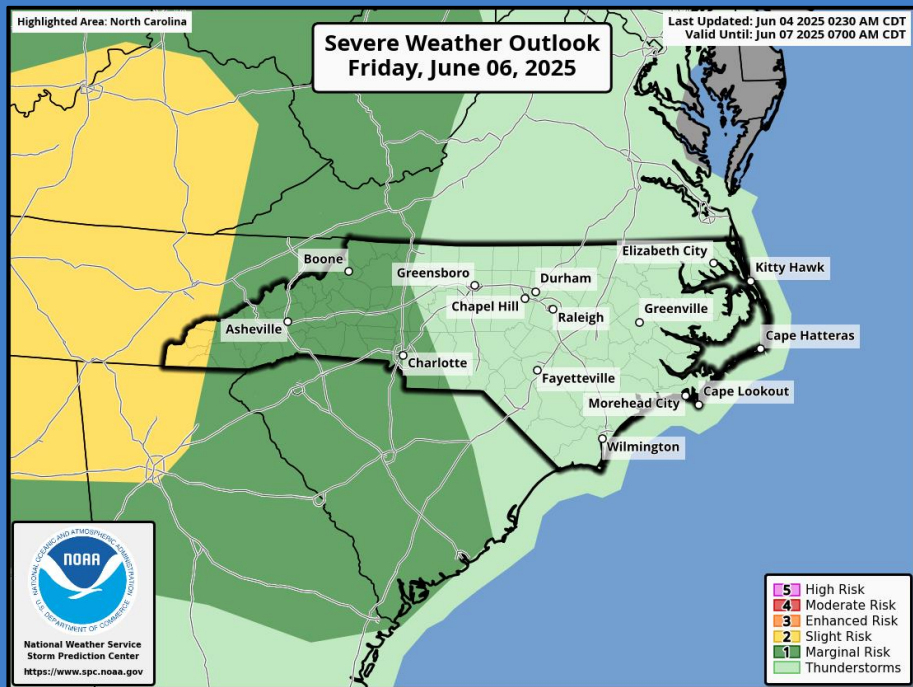 Highlighted Area: North Carolina
Severe Weather Outlook
Friday, June 06, 2025
Last Updated: Jun 04 2025 0230 AM CDT
Valid Until: Jun 07 2025 0700 AM CDT
Boone
Greensboro
Durham
Elizabeth City
Kitty Hawk
Chapel Hill
Raleigh
Greenville
Asheville
Cape Hatteras
Charlotte
Fayetteville
Cape Lookout
Morehead City
Wilmington
NATIONAL OCEANIC AND ATMOSPHERIC ADMINISTRATION
NOAA
U.S. DEPARTMENT OF COMMERCE
National Weather Service
Storm Prediction Center
https://www.spc.noaa.gov
5 High Risk
4 Moderate Risk
3 Enhanced Risk
2 Slight Risk
1 Marginal Risk
Thunderstorms